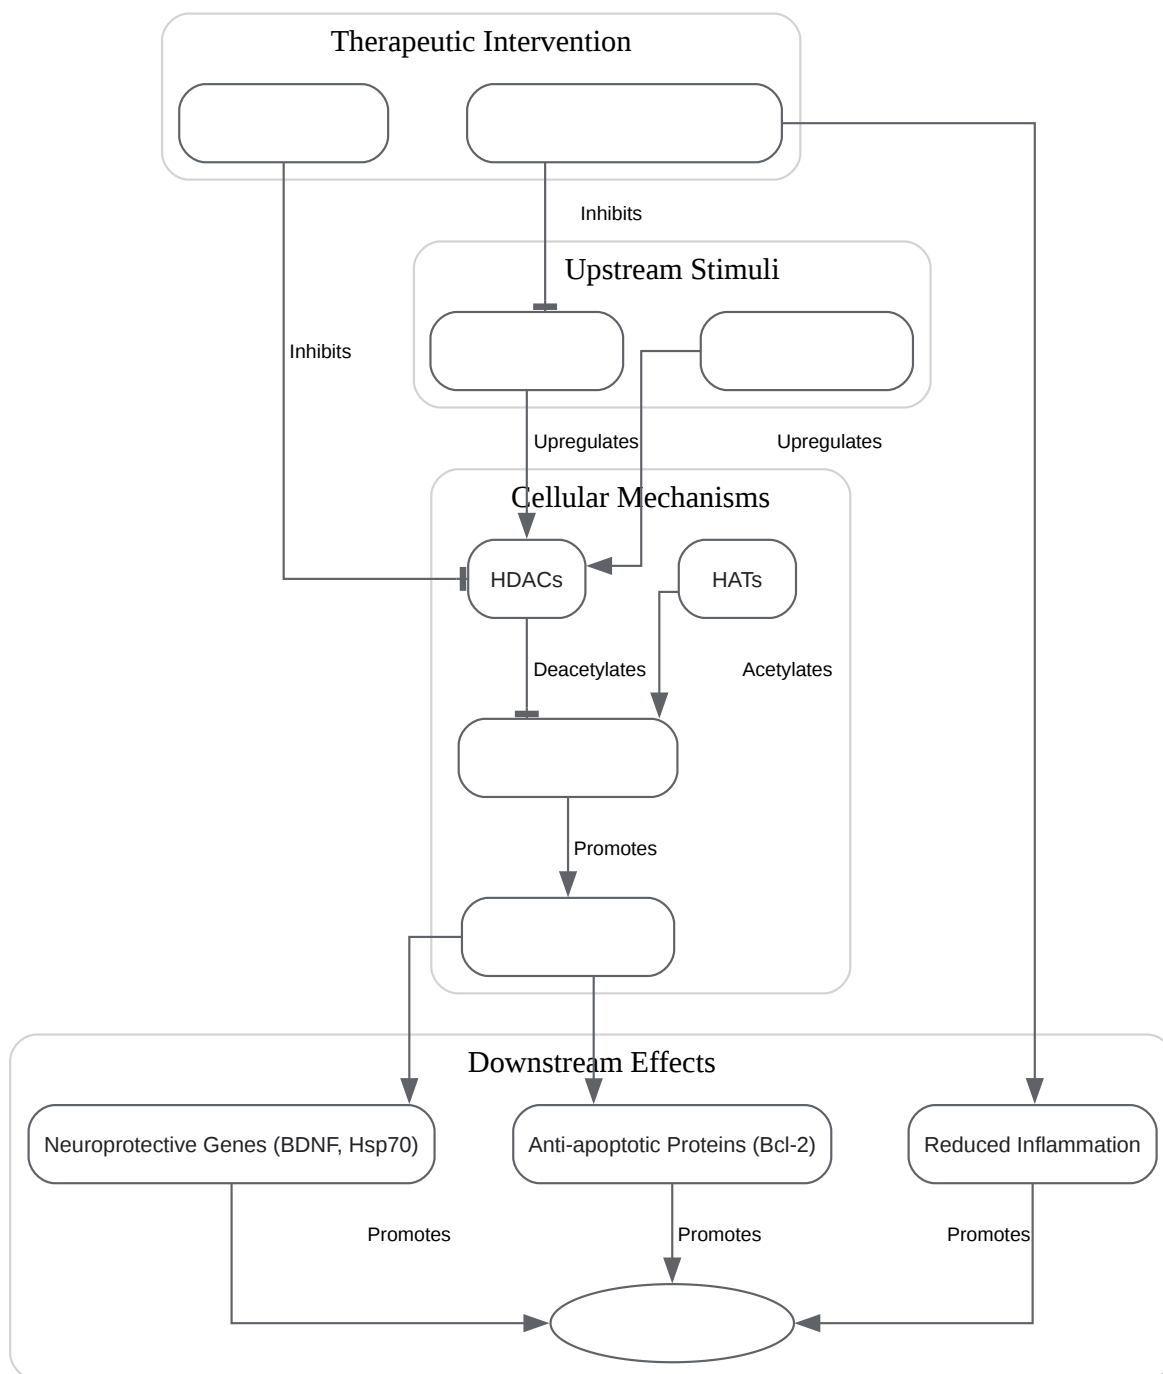 Therapeutic Intervention
Inhibits
Upstream Stimuli
Inhibits
Upregulates
Upregulates
Cellular Mechanisms
HDACs
HATs
Deacetylates
Acetylates
Promotes
Downstream Effects
Neuroprotective Genes (BDNF, Hsp70)
Anti-apoptotic Proteins (Bcl-2)
Reduced Inflammation
Promotes
Promotes
Promotes